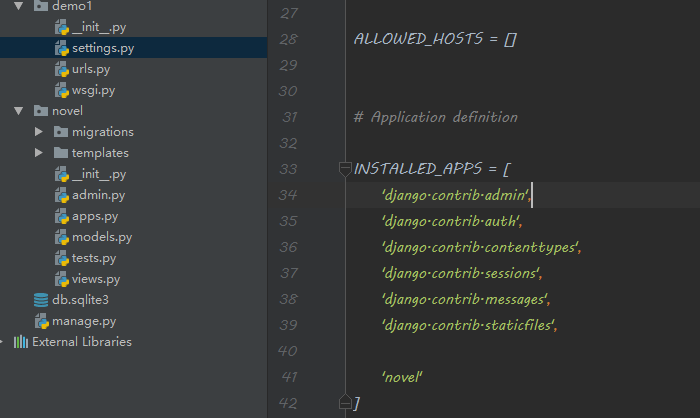 demo1
__init__.py
settings.py
urls.py
wsgi.py
novel
migrations
templates
__init__.py
admin.py
apps.py
models.py
tests.py
views.py
db.sqlite3
manage.py
External Libraries
27
28 ALLOWED_HOSTS = []
29
30
31 # Application definition
32
33 INSTALLED_APPS = [
34 'django.contrib.admin',
35 'django.contrib.auth',
36 'django.contrib.contenttypes',
37 'django.contrib.sessions',
38 'django.contrib.messages',
39 'django.contrib.staticfiles',
40
41 'novel'
42 ]